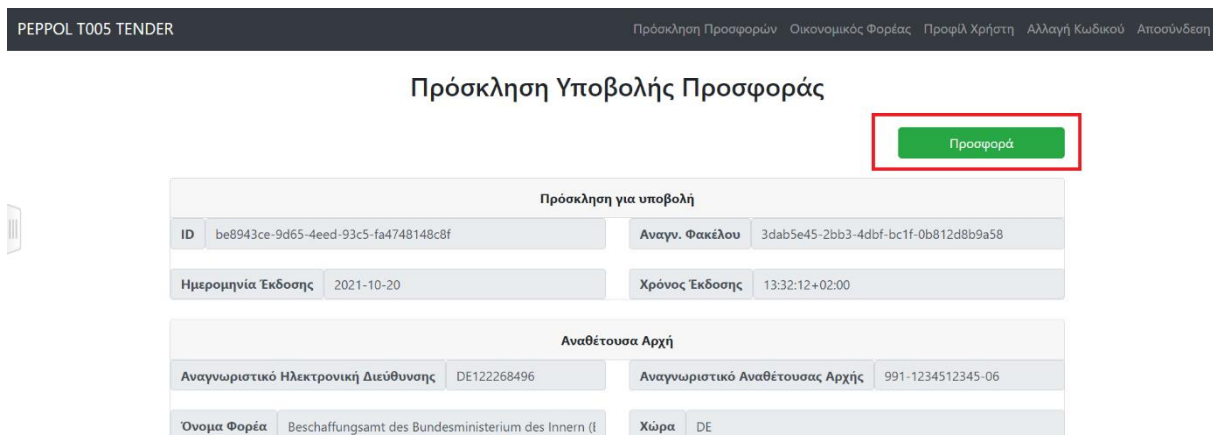 PEPPOL T005 TENDER Πρόσκληση Προσφορών Οικονομικός Φορέας Προφίλ Χρήστη Αλλαγή Κωδικού Αποσύνδεση
Πρόσκληση Υποβολής Προσφοράς
Προσφορά
Πρόσκληση για υποβολή
ID be8943ce-9d65-4eed-93c5-fa4748148c8f Αναγν. Φακέλου 3dab5e45-2bb3-4dbf-bc1f-0b812d8b9a58
Ημερομηνία Έκδοσης 2021-10-20 Χρόνος Έκδοσης 13:32:12+02:00
Αναθέτουσα Αρχή
Αναγνωριστικό Ηλεκτρονική Διεύθυνσης DE122268496 Αναγνωριστικό Αναθέτουσας Αρχής 991-1234512345-06
Όνομα Φορέα Beschaffungsamt des Bundesministerium des Innern (E Χώρα DE